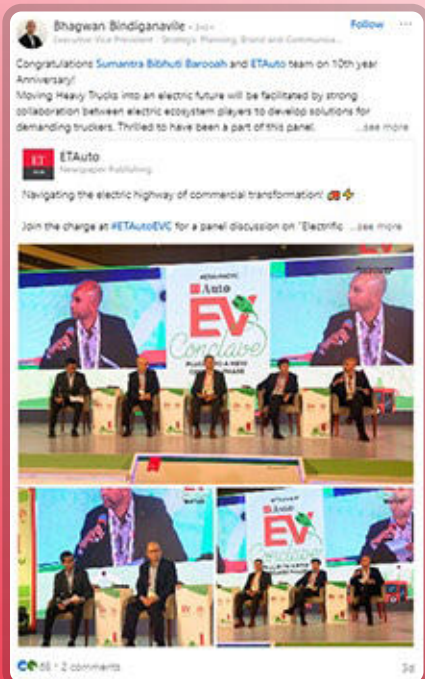 Bhagwan Bindiganavile • 3rd+
Follow ...
Executive Vice President - Strategic Planning, Brand and Communica...
Congratulations Sumantra Bibhuti Barooah and ETAuto team on 10th year
Anniversary!
Moving Heavy Trucks into an electric future will be facilitated by strong
collaboration between electric ecosystem players to develop solutions for
demanding truckers. Thrilled to have been a part of this panel. ...see more
ET
ETAuto
Newspaper Publishing
Navigating the electric highway of commercial transformation!
Join the charge at #ETAutoEVC for a panel discussion on "Electrific ...see more
Auto
EV
Conclave
Auto
EV
Conclave
68 • 2 comments
3d